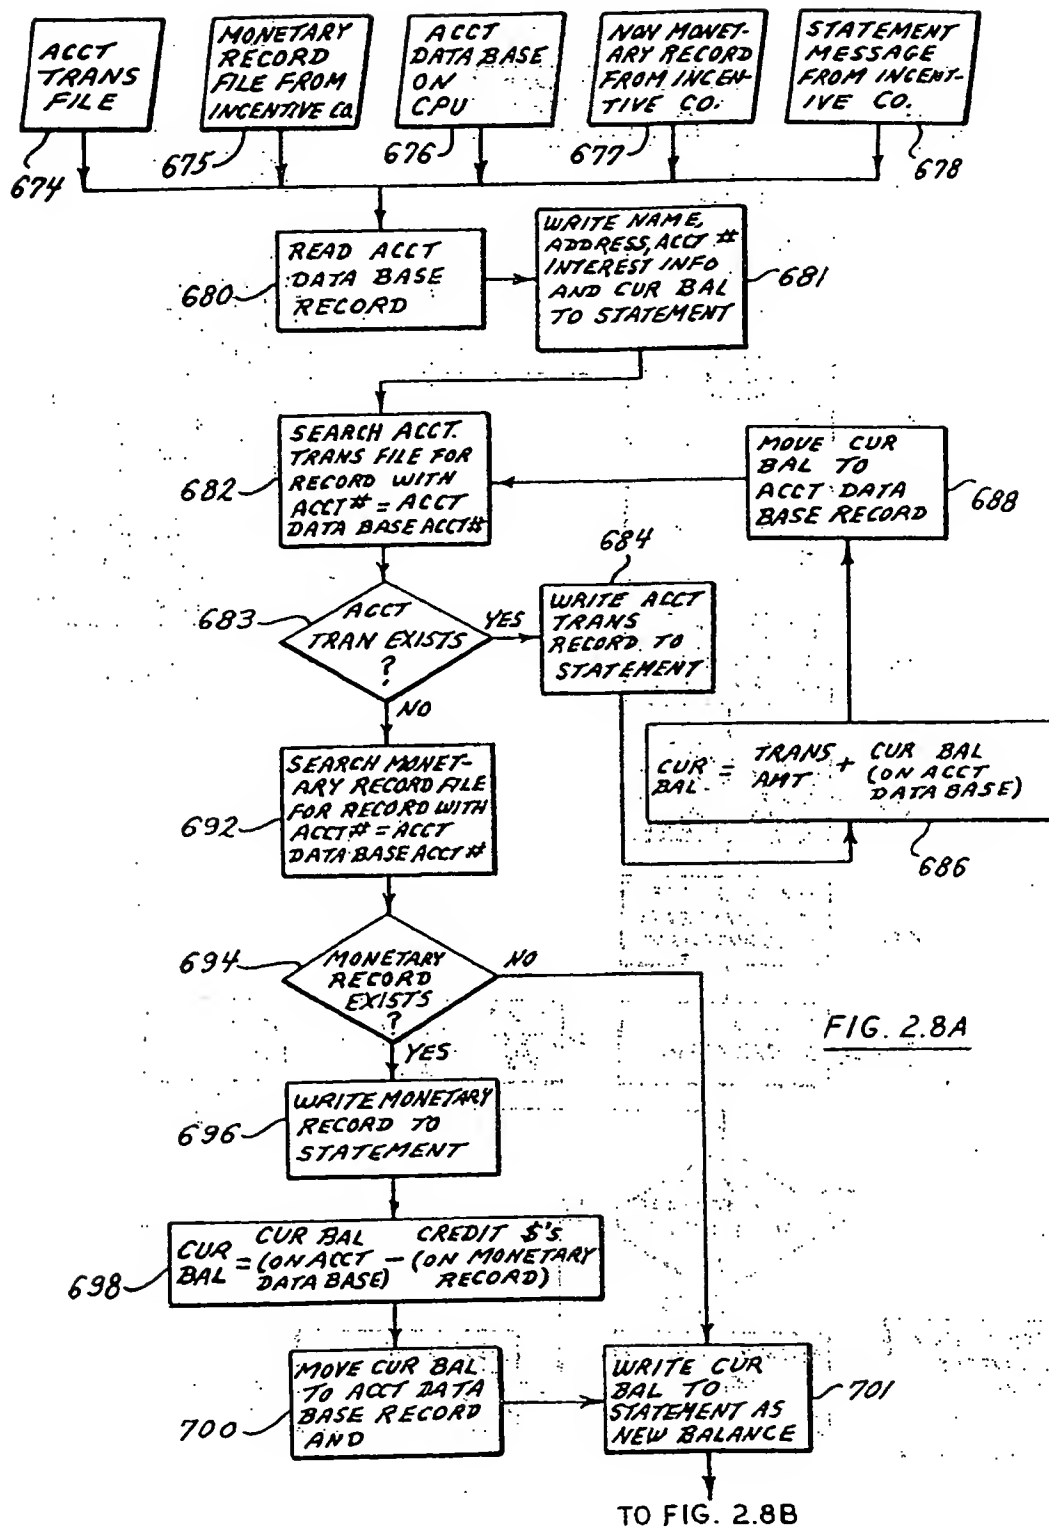 ACCT
TRANS
FILE
MONETARY
RECORD
FILE FROM
INCENTIVE CO.
ACCT
DATA BASE
ON
CPU
NON MONET-
ARY RECORD
FROM INCEN-
TIVE CO.
STATEMENT
MESSAGE
FROM INCENT-
IVE CO.
674
675
676
677
678
READ ACCT
DATA BASE
RECORD
680
WRITE NAME,
ADDRESS, ACCT #
INTEREST INFO
AND CUR BAL
TO STATEMENT
681
SEARCH ACCT.
TRANS FILE FOR
RECORD WITH
ACCT # = ACCT
DATA BASE ACCT #
682
MOVE CUR
BAL TO
ACCT DATA
BASE RECORD
688
684
683
ACCT
TRAN EXISTS
?
YES
NO
WRITE ACCT
TRANS
RECORD TO
STATEMENT
CUR BAL = TRANS AMT + CUR BAL
(ON ACCT
DATA BASE)
686
SEARCH MONET-
ARY RECORD FILE
FOR RECORD WITH
ACCT # = ACCT
DATA BASE ACCT #
692
694
MONETARY
RECORD
EXISTS
?
NO
YES
FIG. 2.8A
WRITE MONETARY
RECORD TO
STATEMENT
696
CUR BAL CREDIT $'s.
CUR BAL = (ON ACCT - (ON MONETARY
DATA BASE) RECORD)
698
MOVE CUR BAL
TO ACCT DATA
BASE RECORD
AND
700
WRITE CUR
BAL TO
STATEMENT AS
NEW BALANCE
701
TO FIG. 2.8B